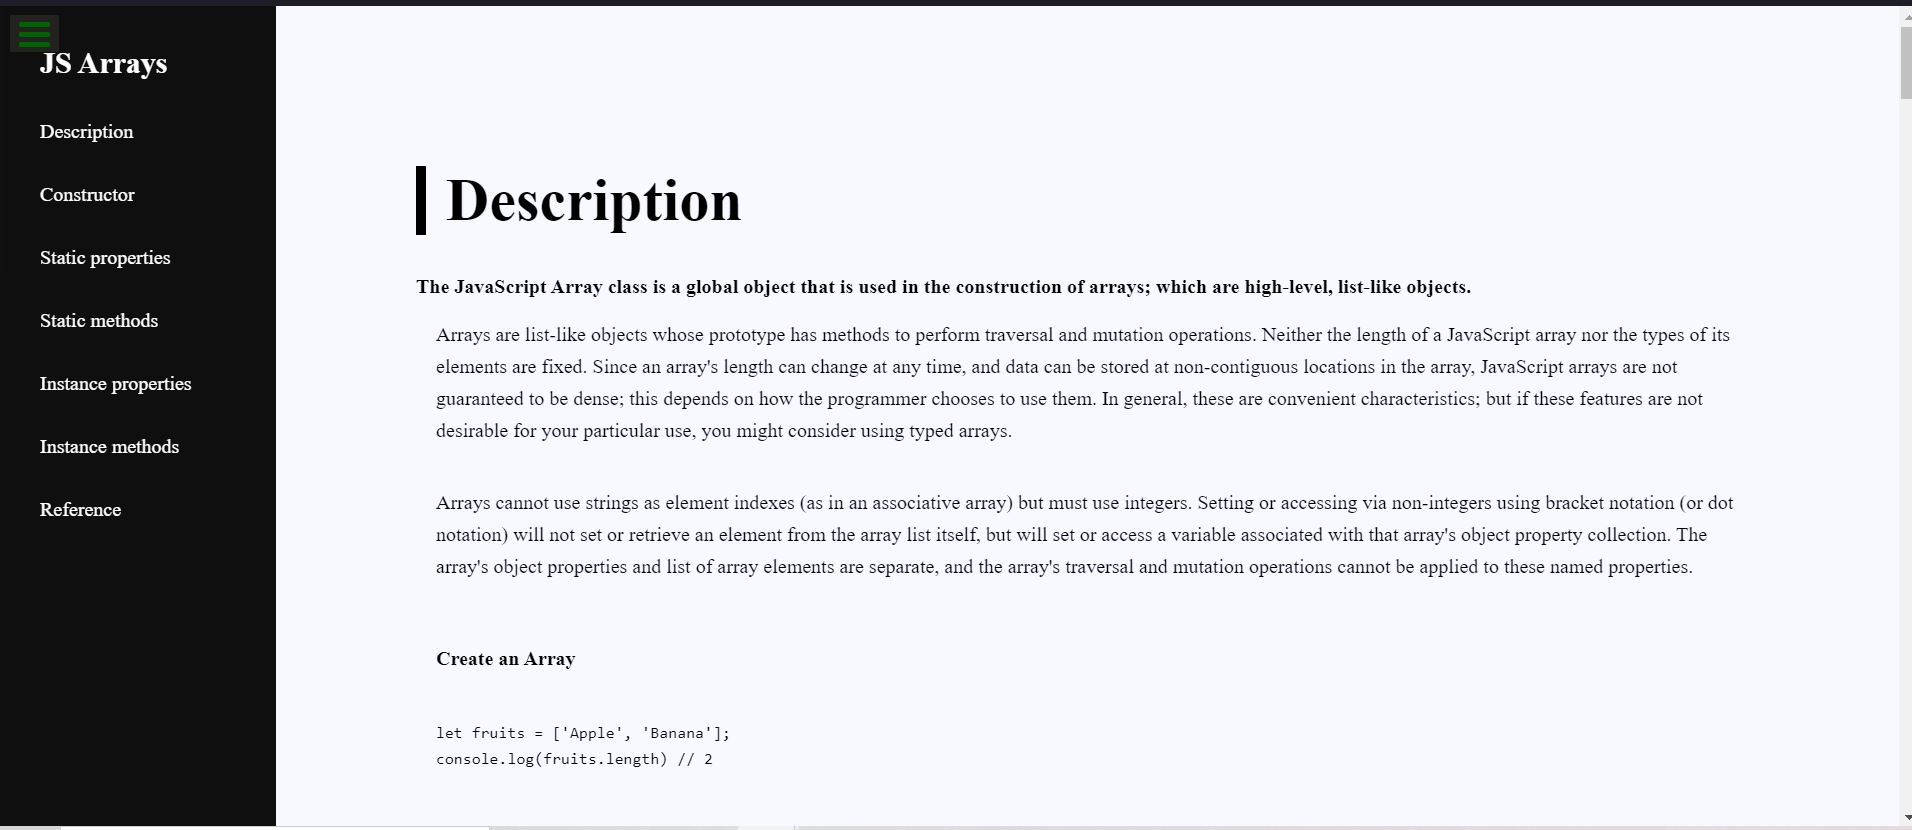 JS Arrays
Description
Constructor
Static properties
Static methods
Instance properties
Instance methods
Reference
Description
The JavaScript Array class is a global object that is used in the construction of arrays; which are high-level, list-like objects.
Arrays are list-like objects whose prototype has methods to perform traversal and mutation operations. Neither the length of a JavaScript array nor the types of its
elements are fixed. Since an array's length can change at any time, and data can be stored at non-contiguous locations in the array, JavaScript arrays are not
guaranteed to be dense; this depends on how the programmer chooses to use them. In general, these are convenient characteristics; but if these features are not
desirable for your particular use, you might consider using typed arrays.
Arrays cannot use strings as element indexes (as in an associative array) but must use integers. Setting or accessing via non-integers using bracket notation (or dot
notation) will not set or retrieve an element from the array list itself, but will set or access a variable associated with that array's object property collection. The
array's object properties and list of array elements are separate, and the array's traversal and mutation operations cannot be applied to these named properties.
Create an Array
let fruits = ['Apple', 'Banana'];
console.log(fruits.length) // 2